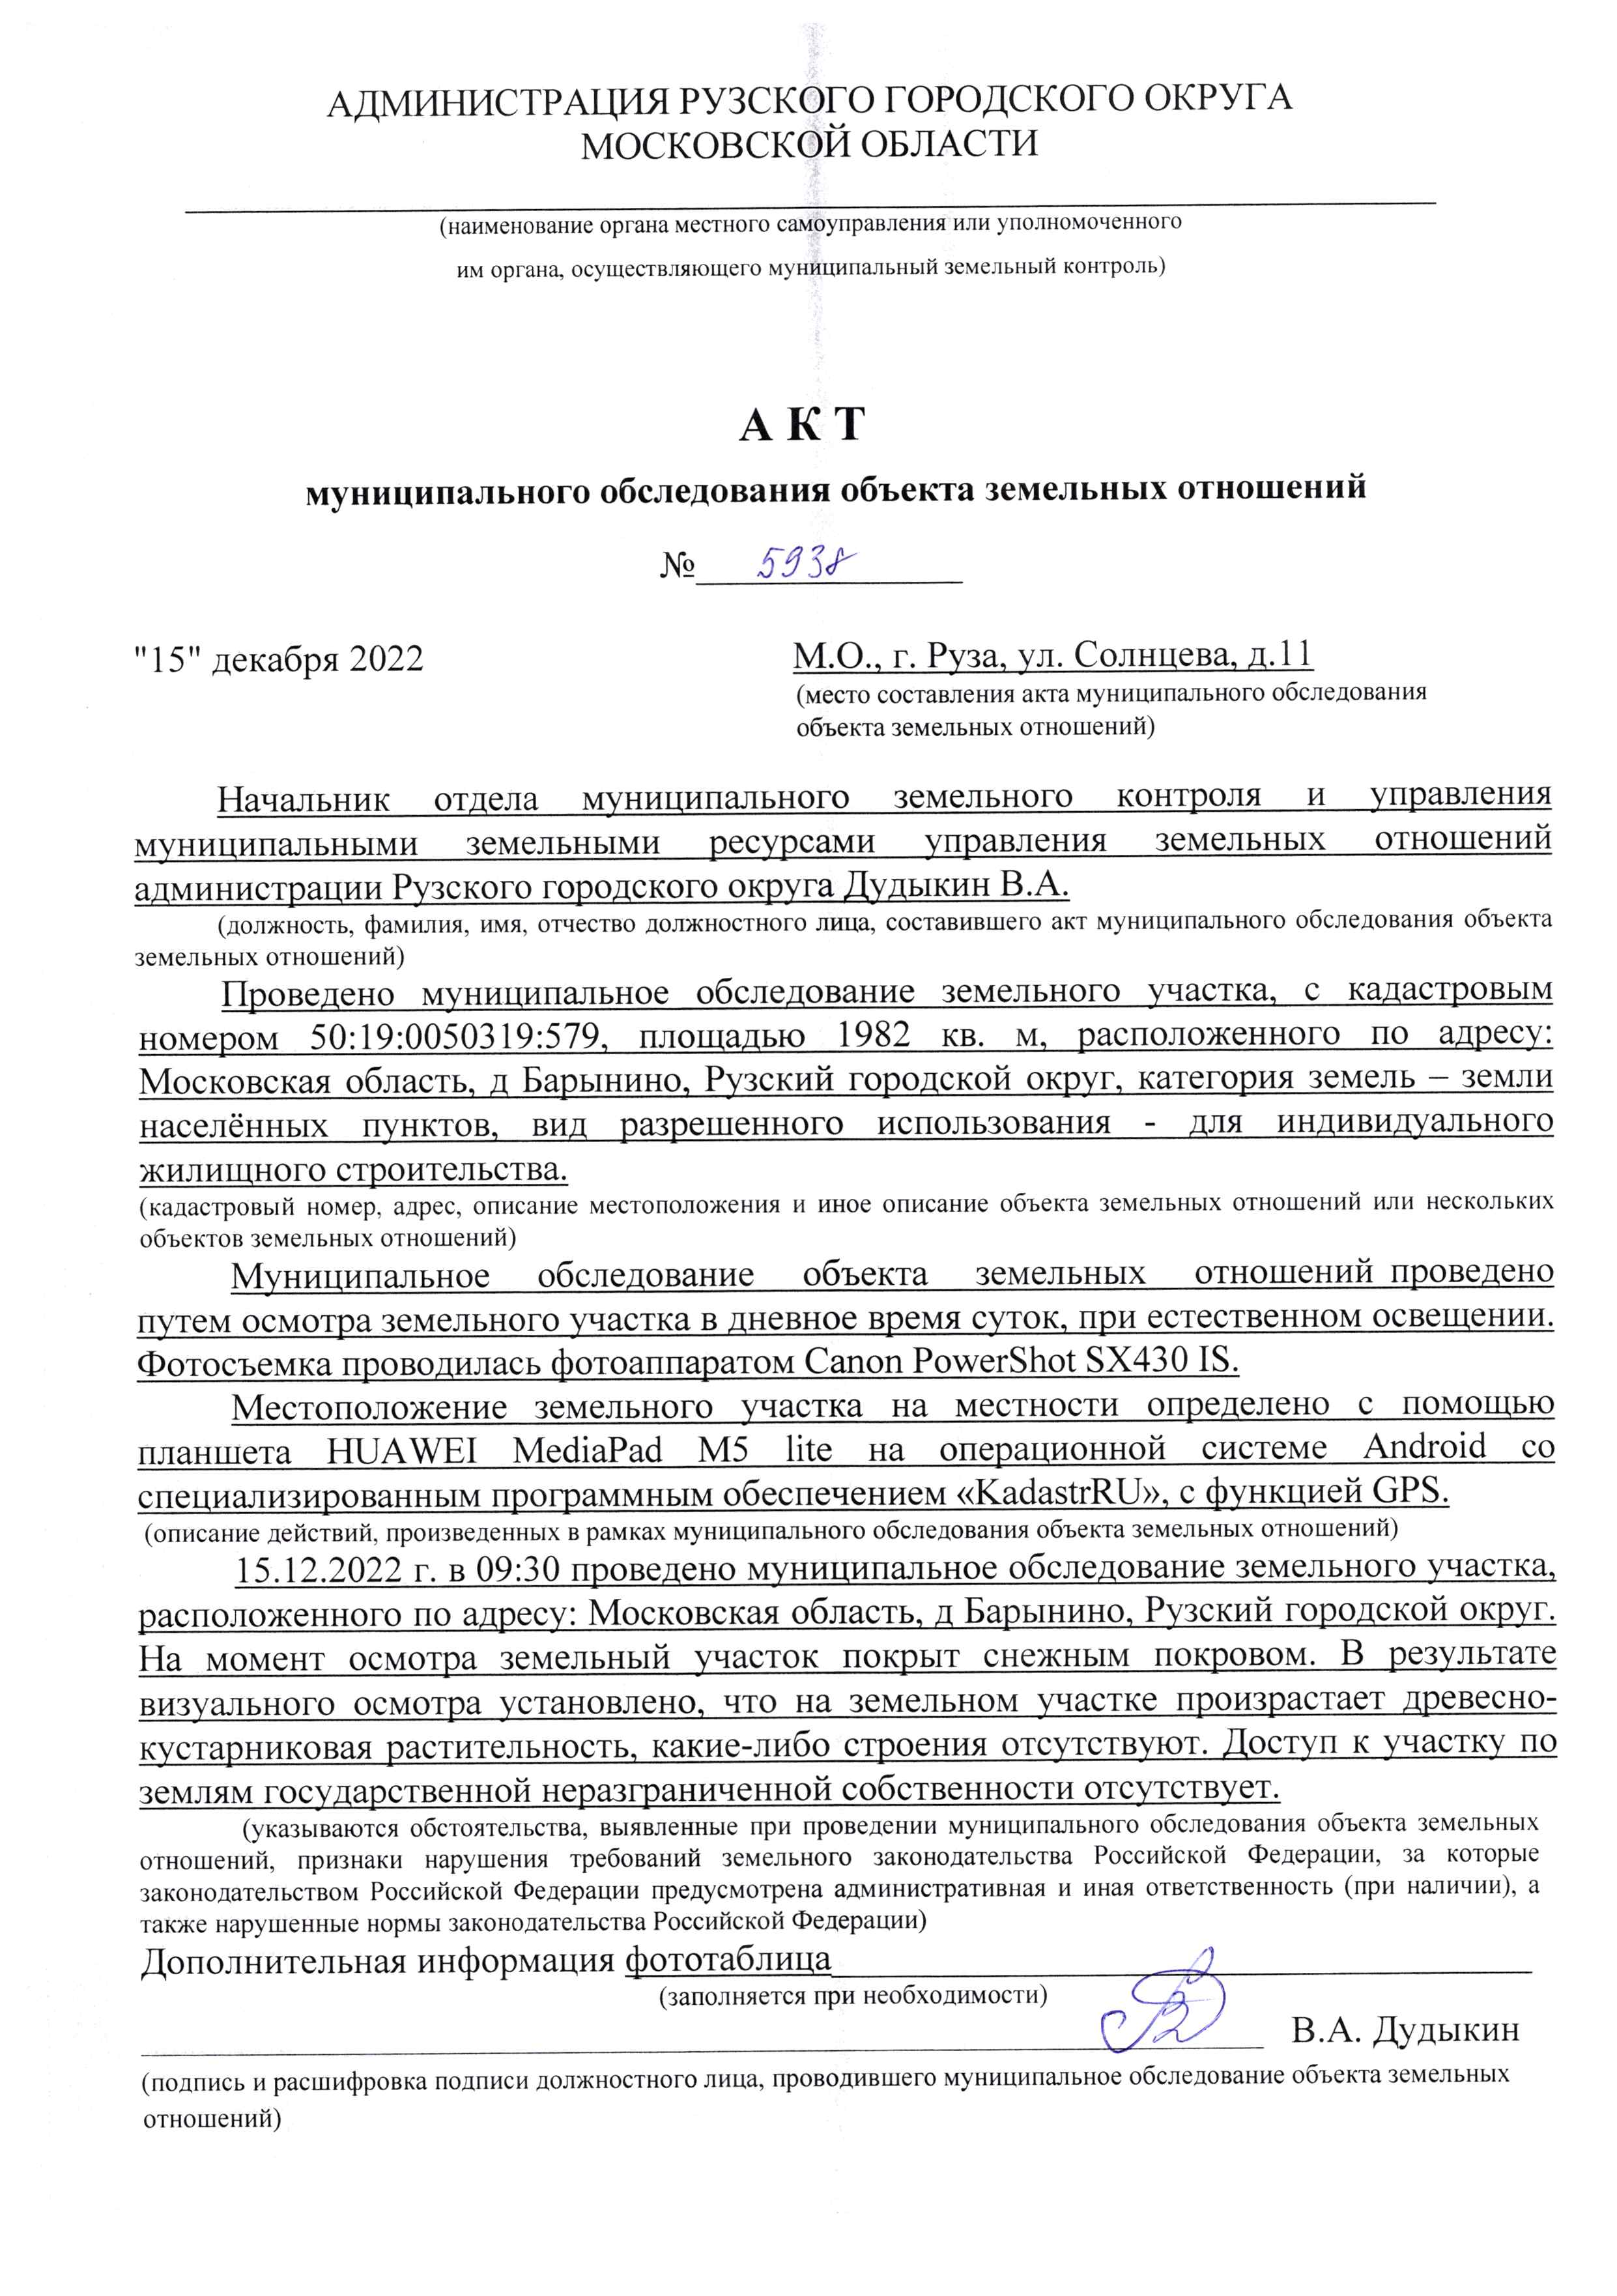 АДМИНИСТРАЦИЯ РУЗСКОГО ГОРОДСКОГО ОКРУГА
МОСКОВСКОЙ ОБЛАСТИ
(наименование органа местного самоуправления или уполномоченного
им органа, осуществляющего муниципальный земельный контроль)
А К Т
муниципального обследования объекта земельных отношений
№ 5938
"15" декабря 2022
М.О., г. Руза, ул. Солнцева, д.11
(место составления акта муниципального обследования
объекта земельных отношений)
Начальник отдела муниципального земельного контроля и управления
муниципальными земельными ресурсами управления земельных отношений
администрации Рузского городского округа Дудыкин В.А.
(должность, фамилия, имя, отчество должностного лица, составившего акт муниципального обследования объекта
земельных отношений)
Проведено муниципальное обследование земельного участка, с кадастровым
номером 50:19:0050319:579, площадью 1982 кв. м, расположенного по адресу:
Московская область, д Барынино, Рузский городской округ, категория земель – земли
населённых пунктов, вид разрешенного использования - для индивидуального
жилищного строительства.
(кадастровый номер, адрес, описание местоположения и иное описание объекта земельных отношений или нескольких
объектов земельных отношений)
Муниципальное обследование объекта земельных отношений проведено
путем осмотра земельного участка в дневное время суток, при естественном освещении.
Фотосъемка проводилась фотоаппаратом Canon PowerShot SX430 IS.
Местоположение земельного участка на местности определено с помощью
планшета HUAWEI MediaPad M5 lite на операционной системе Android со
специализированным программным обеспечением «KadastrRU», с функцией GPS.
(описание действий, произведенных в рамках муниципального обследования объекта земельных отношений)
15.12.2022 г. в 09:30 проведено муниципальное обследование земельного участка,
расположенного по адресу: Московская область, д Барынино, Рузский городской округ.
На момент осмотра земельный участок покрыт снежным покровом. В результате
визуального осмотра установлено, что на земельном участке произрастает древесно-
кустарниковая растительность, какие-либо строения отсутствуют. Доступ к участку по
землям государственной неразграниченной собственности отсутствует.
(указываются обстоятельства, выявленные при проведении муниципального обследования объекта земельных
отношений, признаки нарушения требований земельного законодательства Российской Федерации, за которые
законодательством Российской Федерации предусмотрена административная и иная ответственность (при наличии), а
также нарушенные нормы законодательства Российской Федерации)
Дополнительная информация фототаблица
(заполняется при необходимости)
В.А. Дудыкин
(подпись и расшифровка подписи должностного лица, проводившего муниципальное обследование объекта земельных
отношений)